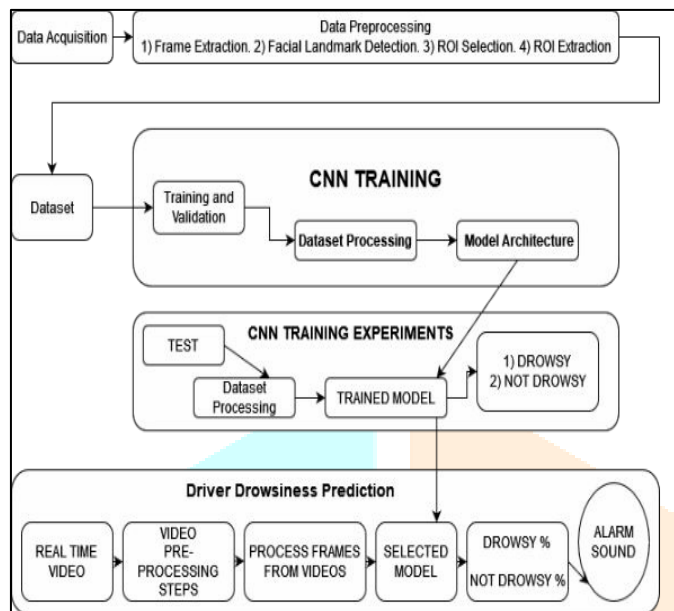 Data Acquisition
Data Preprocessing
1) Frame Extraction. 2) Facial Landmark Detection. 3) ROI Selection. 4) ROI Extraction
CNN TRAINING
Dataset
Training and
Validation
Dataset Processing
Model Architecture
CNN TRAINING EXPERIMENTS
TEST
Dataset
Processing
TRAINED MODEL
1) DROWSY
2) NOT DROWSY
Driver Drowsiness Prediction
REAL TIME
VIDEO
VIDEO
PRE-
PROCESSING
STEPS
PROCESS FRAMES
FROM VIDEOS
SELECTED
MODEL
DROWSY %
NOT DROWSY %
ALARM
SOUND